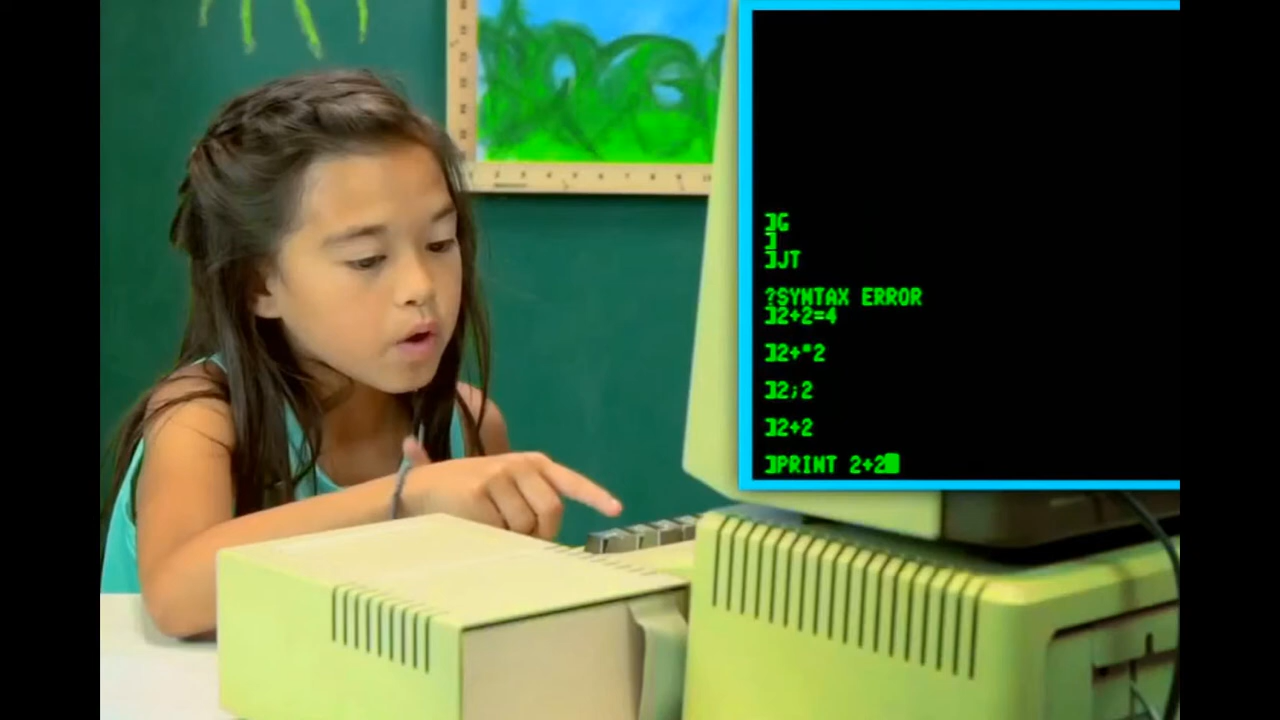 ]G
]
]JT
?SYNTAX ERROR
]2+2=4
]2+"2
]2;2
]2+2
]PRINT 2+2